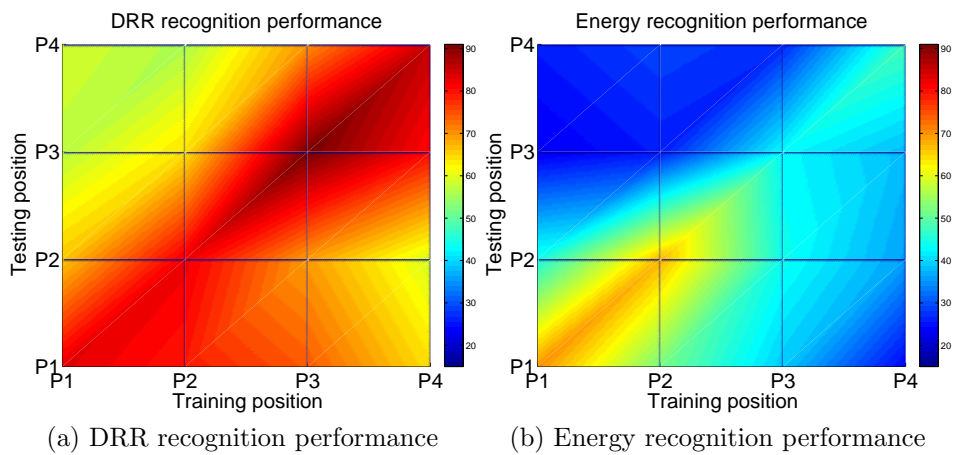 DRR recognition performance
P4
P3
P2
P1
Testing position
P1 P2 P3 P4
Training position
90
80
70
60
50
40
30
20
(a) DRR recognition performance
Energy recognition performance
P4
P3
P2
P1
Testing position
P1 P2 P3 P4
Training position
90
80
70
60
50
40
30
20
(b) Energy recognition performance